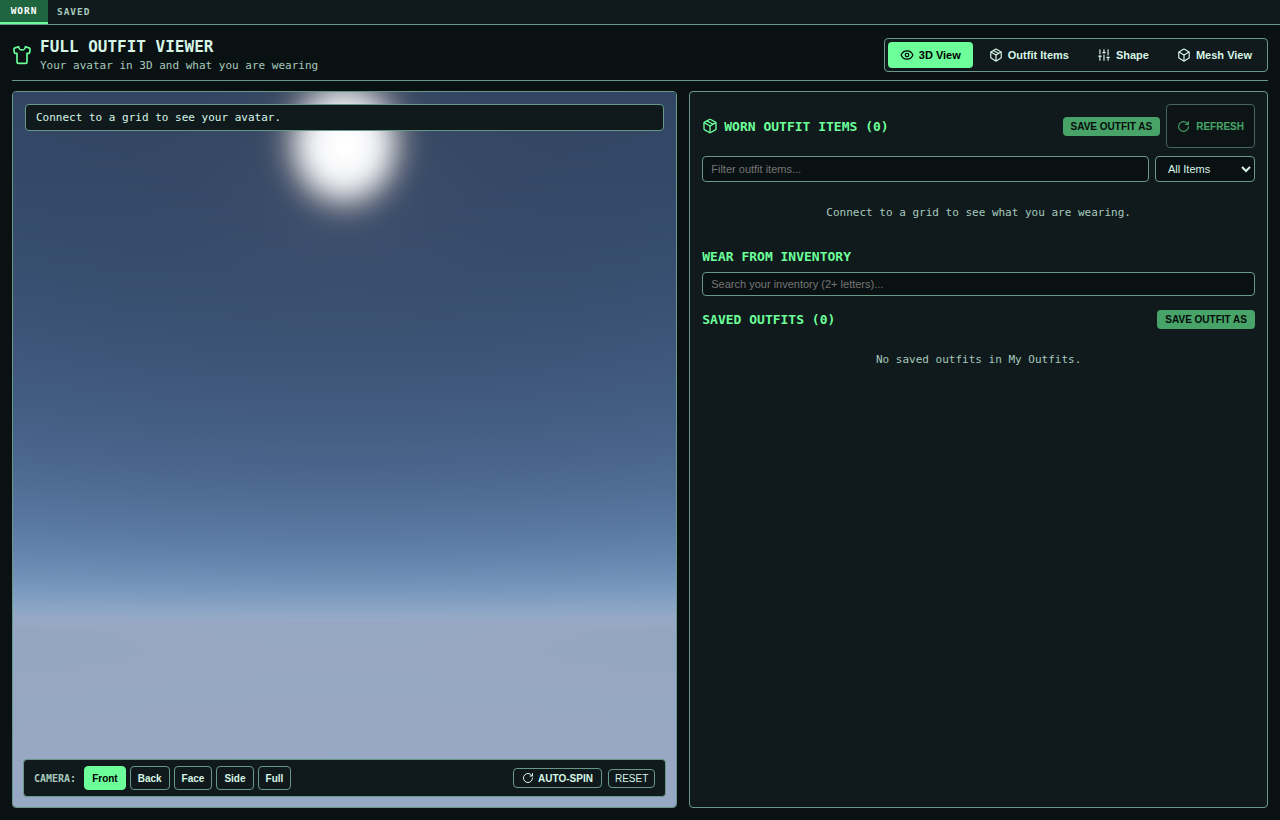 WORN SAVED
FULL OUTFIT VIEWER
Your avatar in 3D and what you are wearing
3D View Outfit Items Shape Mesh View
Connect to a grid to see your avatar.
CAMERA: Front Back Face Side Full AUTO-SPIN RESET
WORN OUTFIT ITEMS (0) SAVE OUTFIT AS REFRESH
Filter outfit items... All Items
Connect to a grid to see what you are wearing.
WEAR FROM INVENTORY
Search your inventory (2+ letters)...
SAVED OUTFITS (0) SAVE OUTFIT AS
No saved outfits in My Outfits.